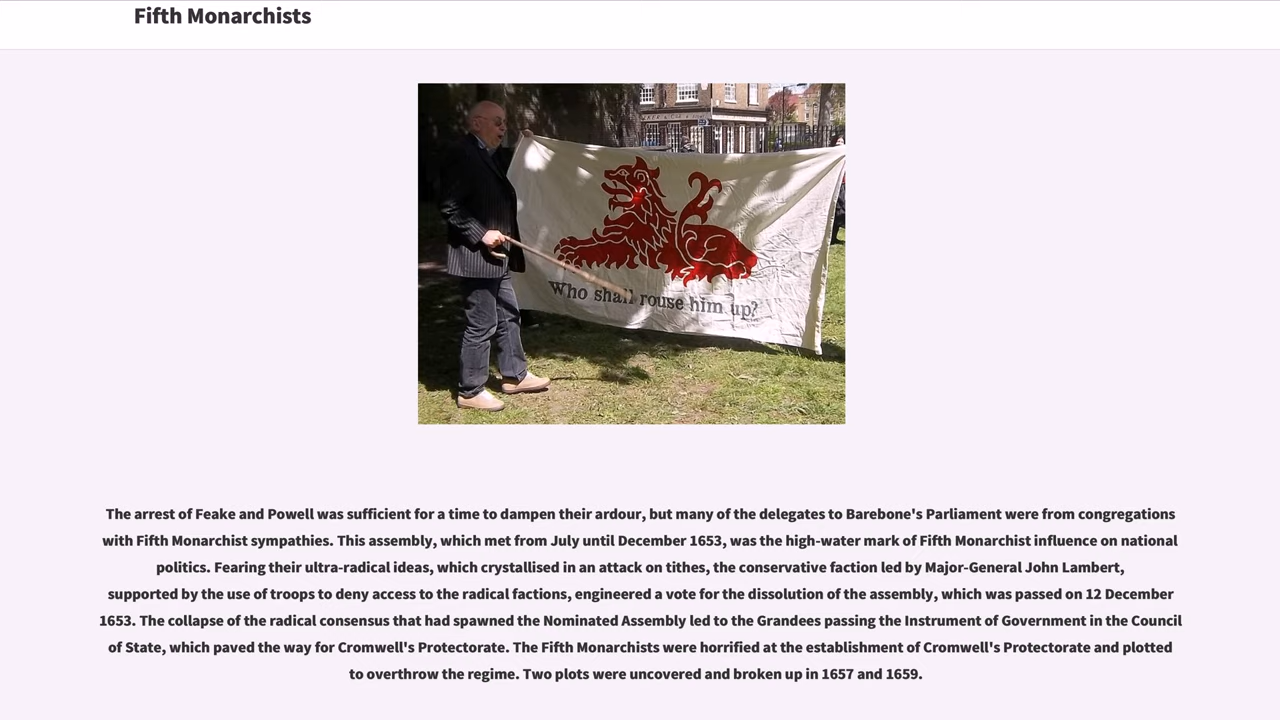 Fifth Monarchists
Who shall rouse him up?
The arrest of Feake and Powell was sufficient for a time to dampen their ardour, but many of the delegates to Barebone's Parliament were from congregations
with Fifth Monarchist sympathies. This assembly, which met from July until December 1653, was the high-water mark of Fifth Monarchist influence on national
politics. Fearing their ultra-radical ideas, which crystallised in an attack on tithes, the conservative faction led by Major-General John Lambert,
supported by the use of troops to deny access to the radical factions, engineered a vote for the dissolution of the assembly, which was passed on 12 December
1653. The collapse of the radical consensus that had spawned the Nominated Assembly led to the Grandees passing the Instrument of Government in the Council
of State, which paved the way for Cromwell's Protectorate. The Fifth Monarchists were horrified at the establishment of Cromwell's Protectorate and plotted
to overthrow the regime. Two plots were uncovered and broken up in 1657 and 1659.